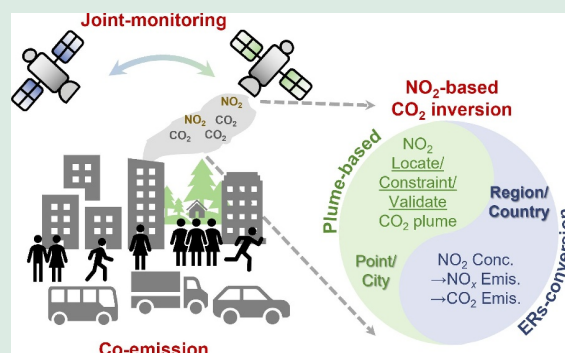 Joint-monitoring
NO₂
NO₂ CO₂
CO₂ CO₂
Co-emission
NO₂-based
CO₂ inversion
Plume-based
NO₂
Locate/
Constraint/
Validate
CO₂ plume
Region/
Country
Point/
City
NO₂ Conc.
→NOₓ Emis.
→CO₂ Emis.
ERs-conversion